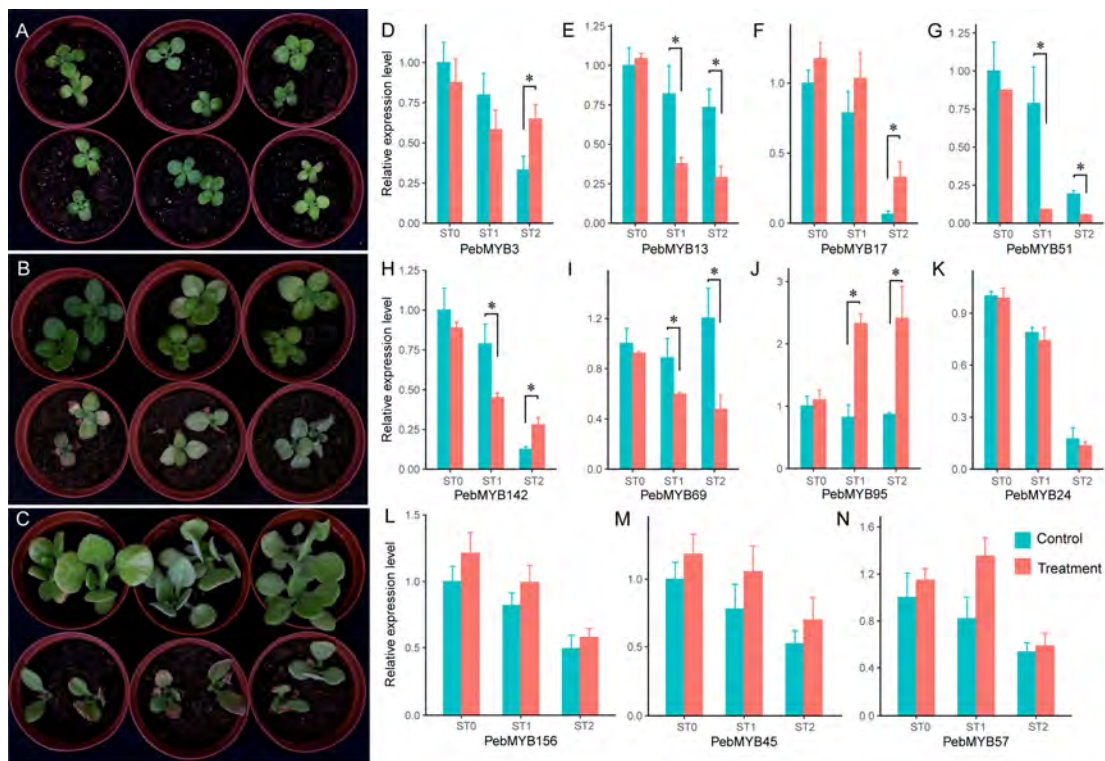 A
B
C
D
E
F
G
Relative expression level
1.00
0.75
0.50
0.25
0.00
ST0
ST1
ST2
PebMYB3
1.00
0.75
0.50
0.25
0.00
ST0
ST1
ST2
PebMYB13
1.0
0.5
0.0
ST0
ST1
ST2
PebMYB17
1.25
1.00
0.75
0.50
0.25
0.00
ST0
ST1
ST2
PebMYB51
H
I
J
K
Relative expression level
1.25
1.00
0.75
0.50
0.25
0.00
ST0
ST1
ST2
PebMYB142
1.2
0.8
0.4
0.0
ST0
ST1
ST2
PebMYB69
3
2
1
0
ST0
ST1
ST2
PebMYB95
0.9
0.6
0.3
0.0
ST0
ST1
ST2
PebMYB24
L
M
N
Relative expression level
1.5
1.0
0.5
0.0
ST0
ST1
ST2
PebMYB156
1.0
0.5
0.0
ST0
ST1
ST2
PebMYB45
1.6
1.2
0.8
0.4
0.0
ST0
ST1
ST2
PebMYB57
Control
Treatment